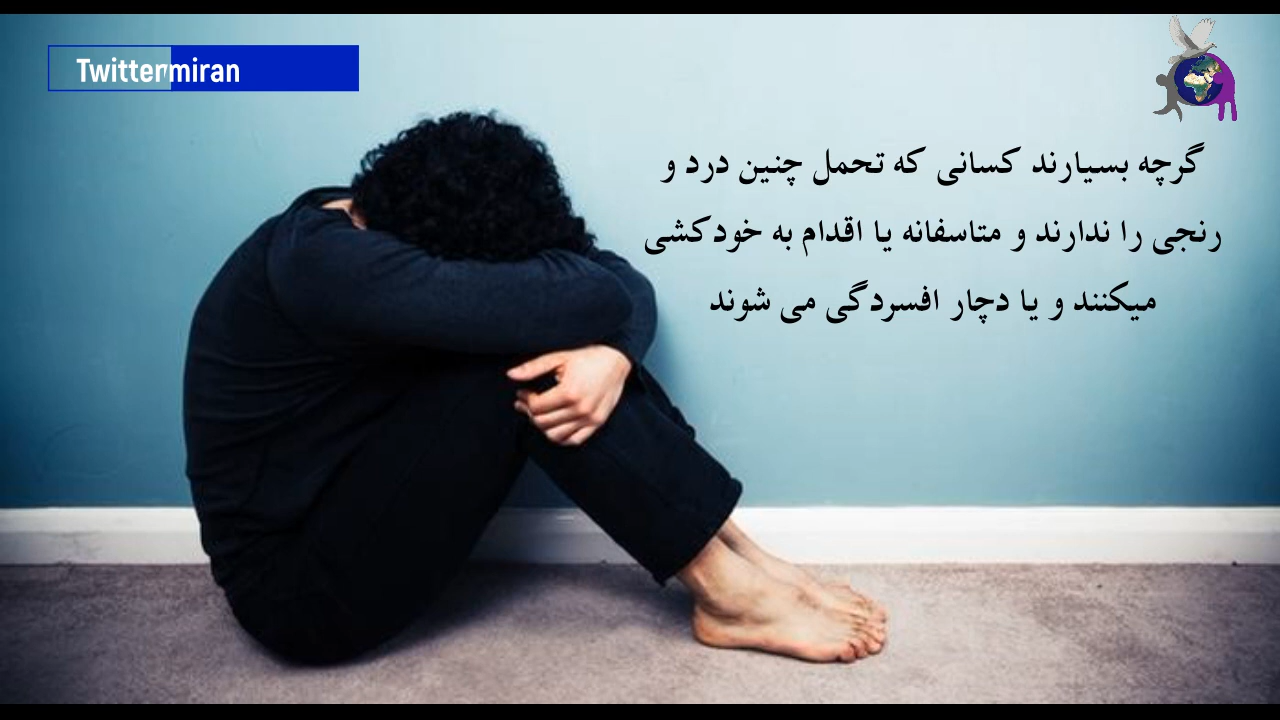 Twittermiran
گرچه بسیارند کسانی که تحمل چنین درد و
رنجی را ندارند و متاسفانه یا اقدام به خودکشی
میکنند و یا دچار افسردگی می شوند